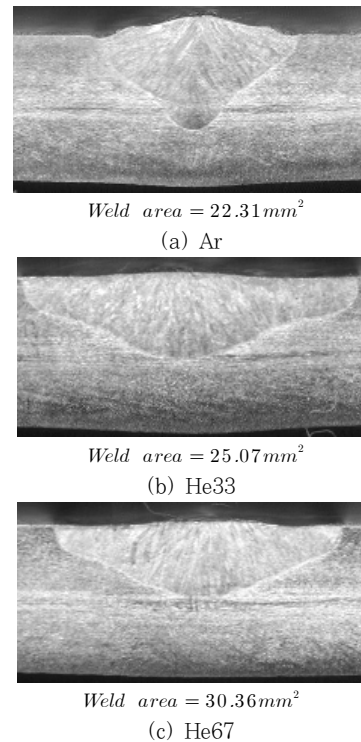 Weld area = 22.31mm²
(a) Ar
Weld area = 25.07mm²
(b) He33
Weld area = 30.36mm²
(c) He67